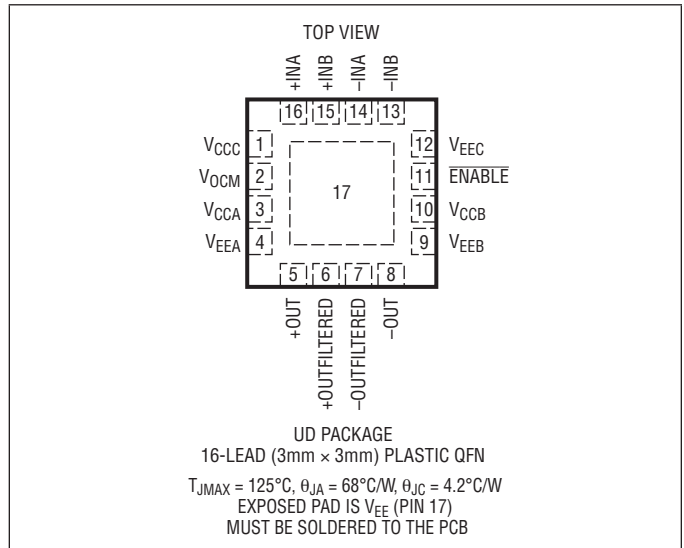 TOP VIEW
+INA
+INB
–INA
–INB
16 15 14 13
VCCC 1
VOCM 2
VCCA 3
VEEA 4
17
12 VEEC
11 ENABLE
10 VCCB
9 VEEB
5 6 7 8
+OUT
+OUTFILTERED
–OUTFILTERED
–OUT
UD PACKAGE
16-LEAD (3mm × 3mm) PLASTIC QFN
TJMAX = 125°C, θJA = 68°C/W, θJC = 4.2°C/W
EXPOSED PAD IS VEE (PIN 17)
MUST BE SOLDERED TO THE PCB